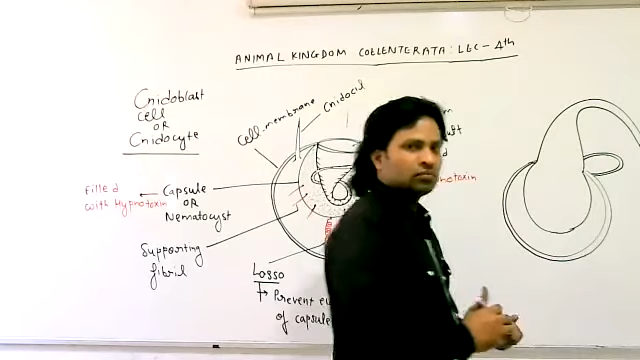 ANIMAL KINGDOM COELENTERATA : LEC - 4th
Cnidoblast
Cell
OR
Cnidocyte
Cell-membrane
Cnidocil
Filled
with Hypnotoxin
Capsule
OR
Nematocyst
Supporting
fibril
Losso
Prevent
of capsule